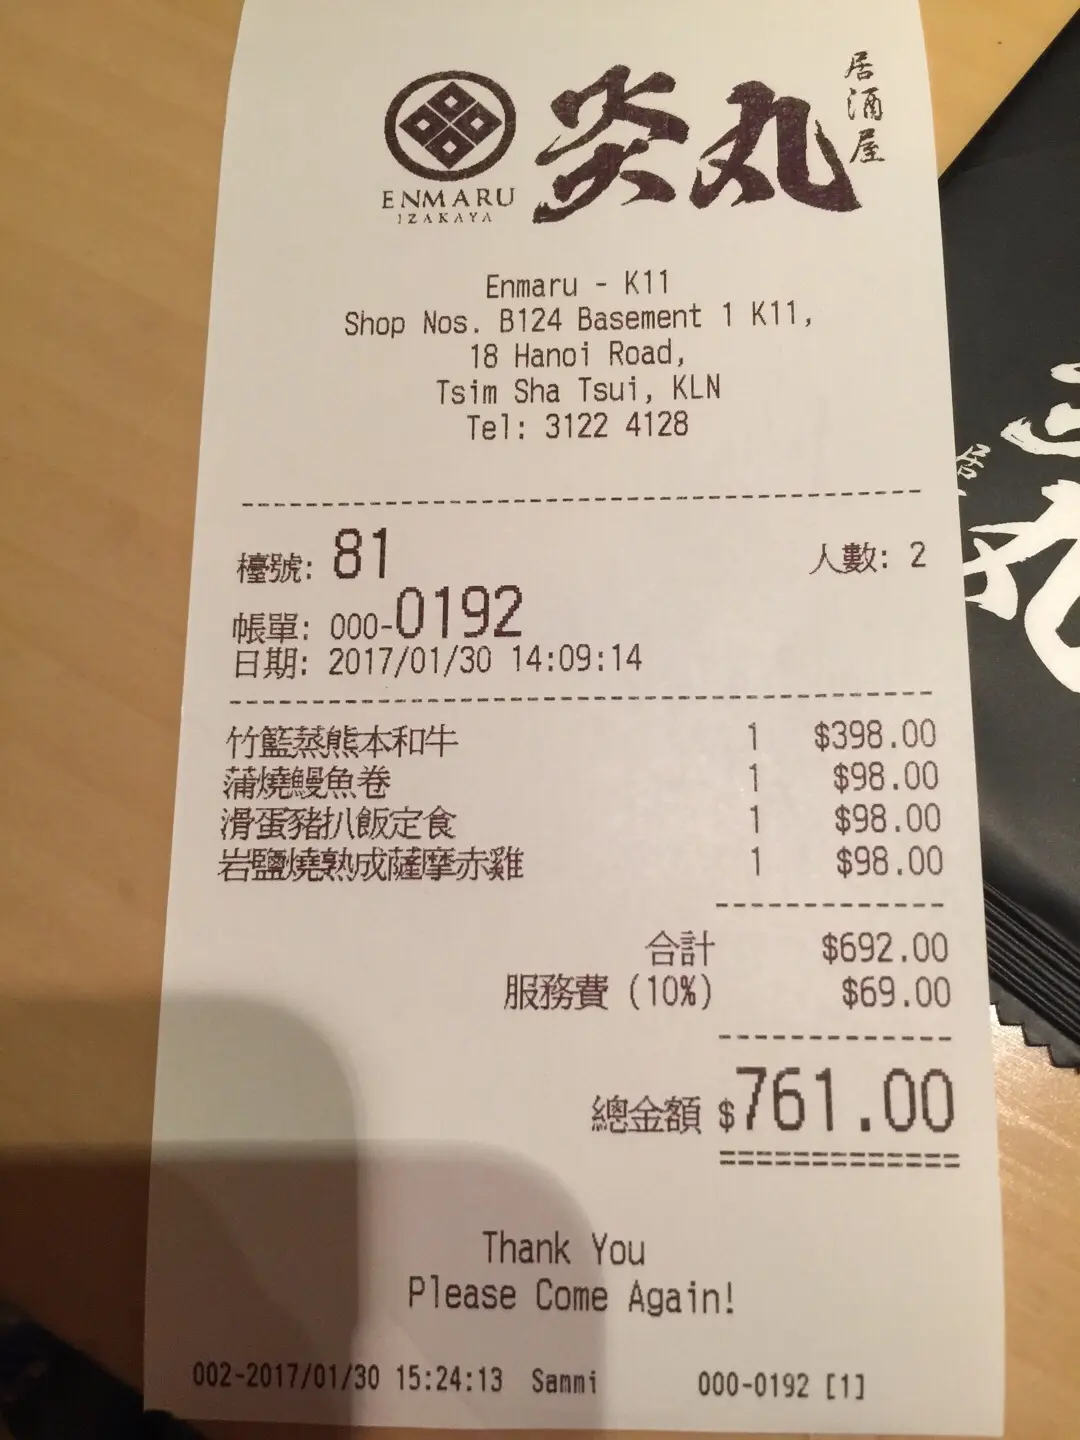 ENMARU
IZAKAYA
炎丸
居酒屋
Enmaru - K11
Shop Nos. B124 Basement 1 K11,
18 Hanoi Road,
Tsim Sha Tsui, KLN
Tel: 3122 4128
檯號: 81 人數: 2
帳單: 000-0192
日期: 2017/01/30 14:09:14
竹籃蒸熊本和牛 1 $398.00
蒲燒鰻魚卷 1 $98.00
滑蛋豬扒飯定食 1 $98.00
岩鹽燒熟成薩摩赤雞 1 $98.00
合計 $692.00
服務費 (10%) $69.00
總金額 $761.00
Thank You
Please Come Again!
002-2017/01/30 15:24:13 Sammi 000-0192 [1]
居
丸